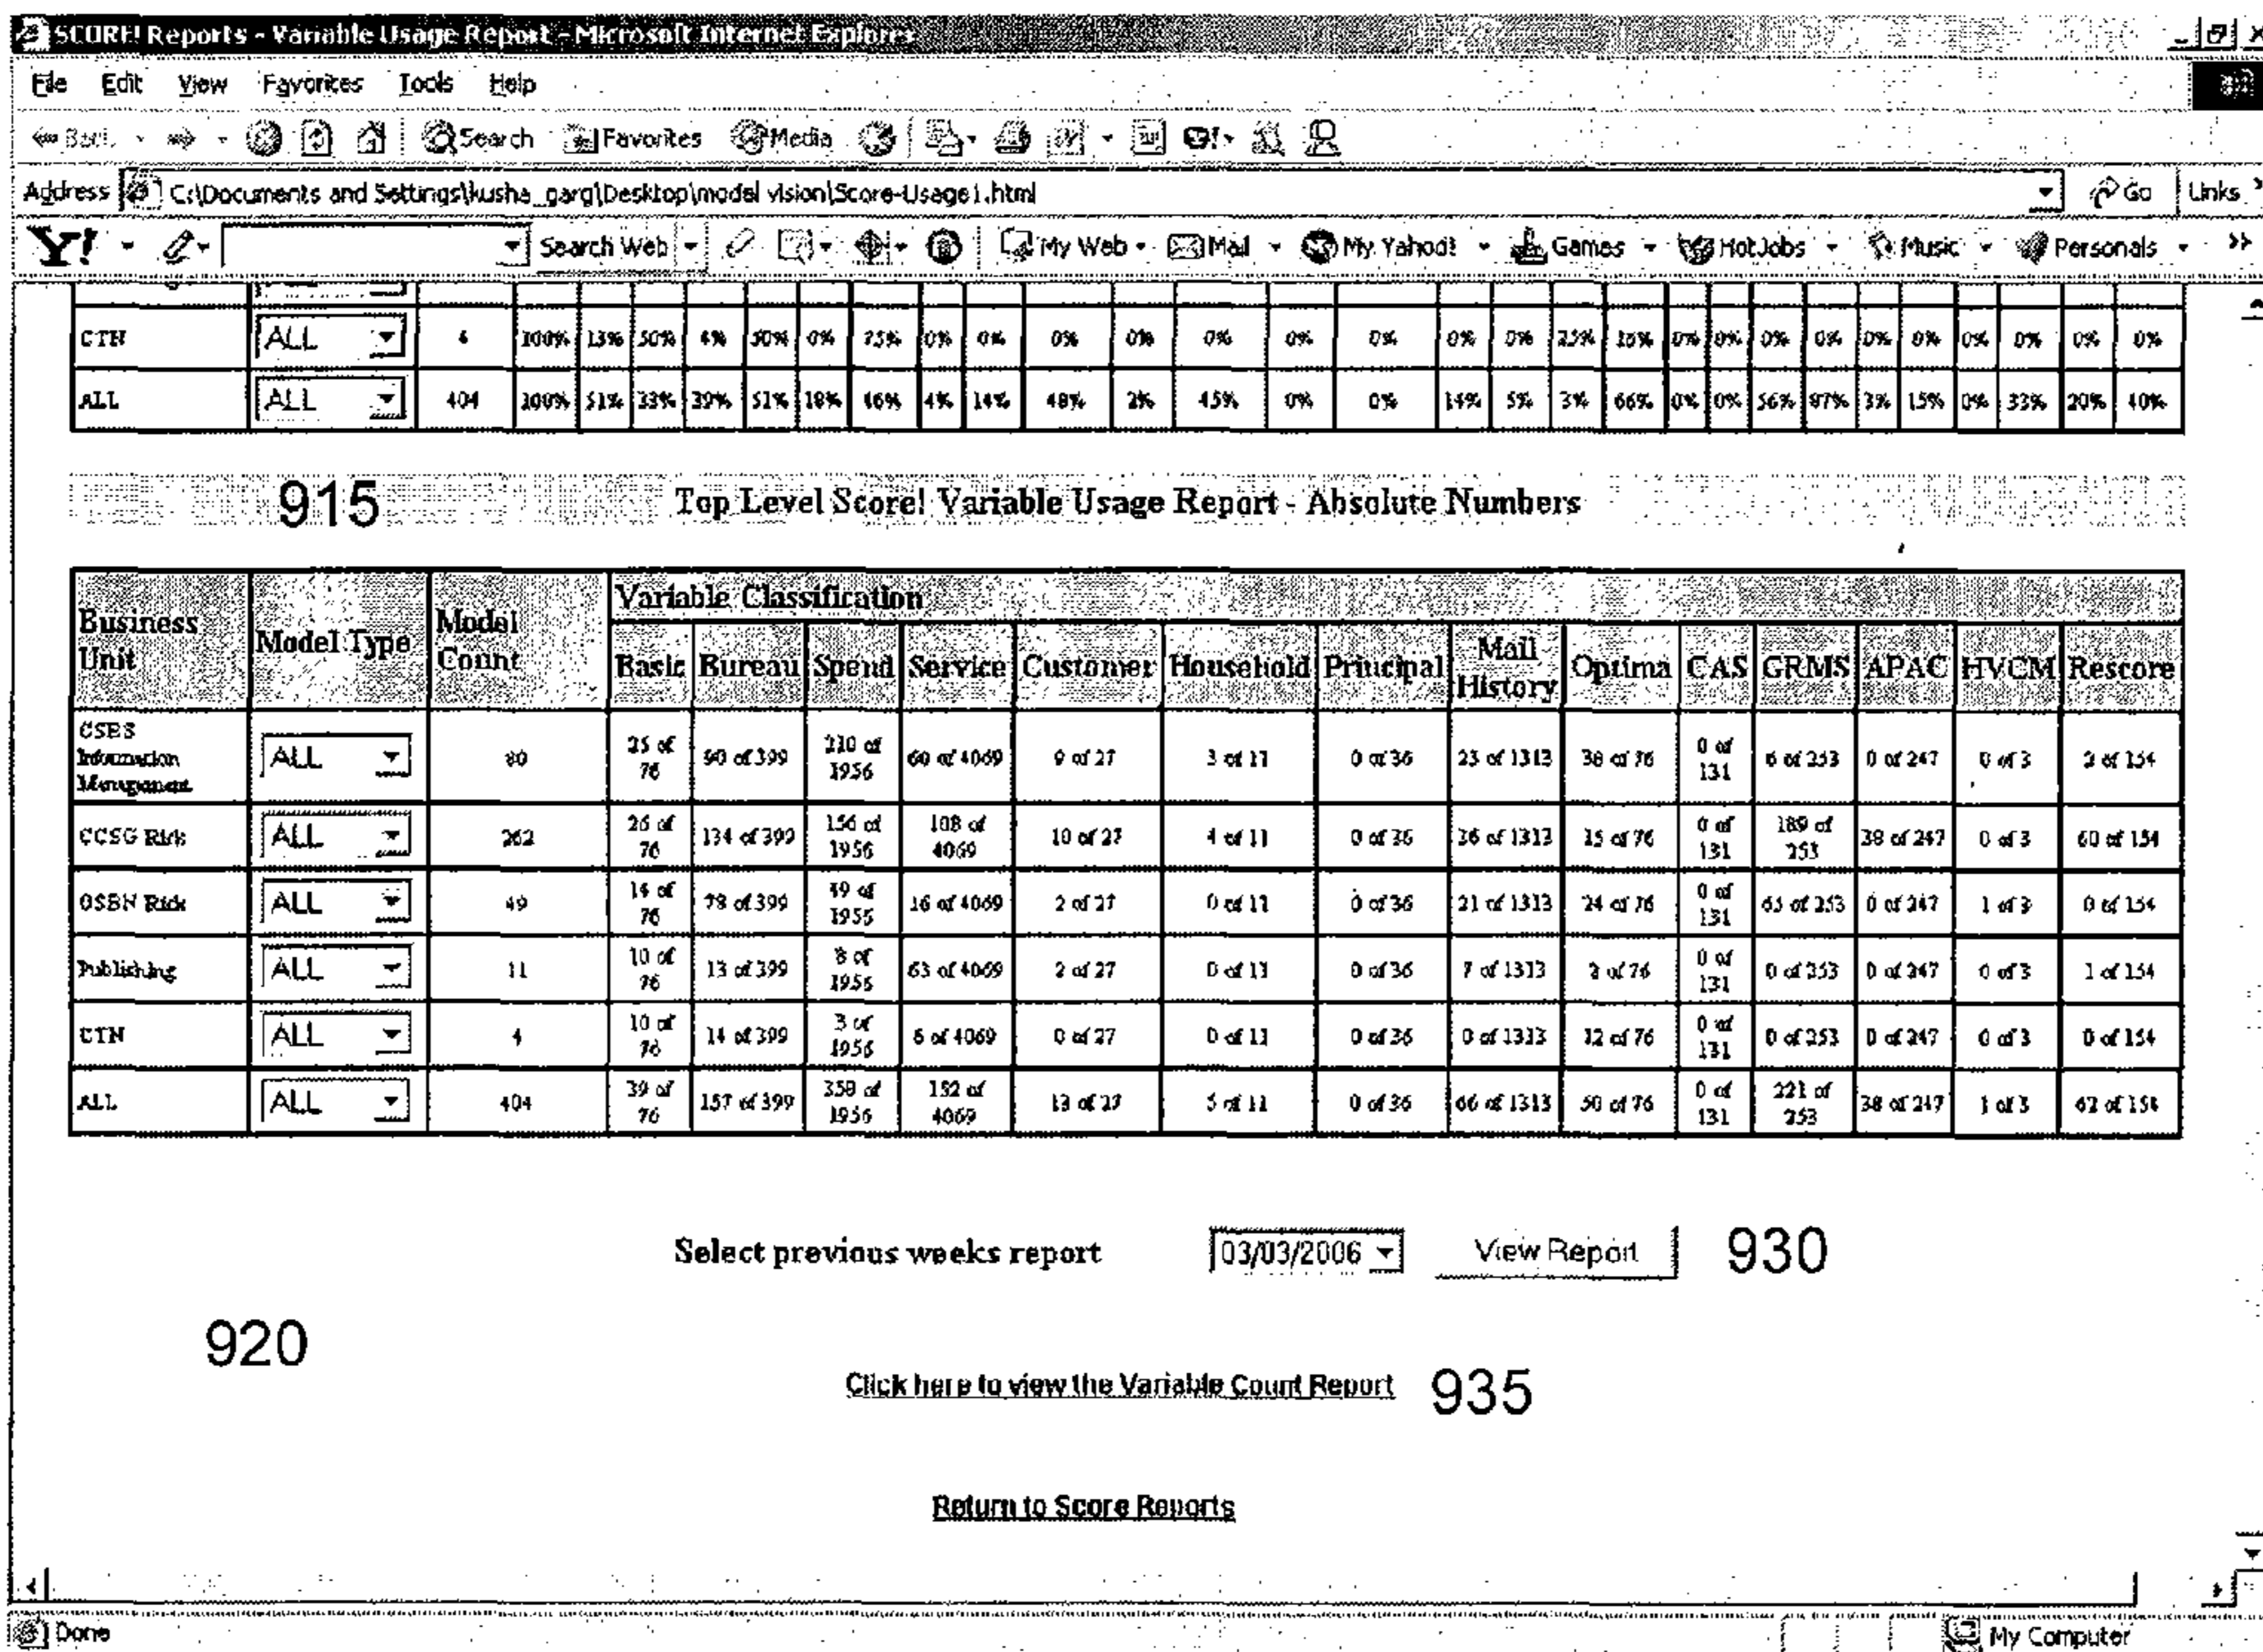 SCORE! Reports - Variable Usage Report - Microsoft Internet Explorer
File Edit View Favorites Tools Help
Back Search Favorites Media
Address C:\Documents and Settings\kusha_garg\Desktop\model vision\Score-Usage1.html Go Links
Y! Search Web My Web Mail My Yahoo! Games HotJobs Music Personals
CTN ALL 4 100% 13% 50% 4% 50% 0% 75% 0% 0% 0% 0% 0% 0% 0% 0% 0% 25% 16% 0% 0% 0% 0% 0% 0% 0% 0% 0% 0%
ALL ALL 404 100% 51% 33% 39% 51% 18% 46% 4% 14% 48% 2% 45% 0% 0% 14% 5% 3% 66% 0% 0% 56% 87% 3% 15% 0% 33% 20% 40%
915 Top Level Score! Variable Usage Report - Absolute Numbers
Business Unit Model Type Model Count Variable Classification
Basic Bureau Spend Service Customer Household Principal Mail History Optima CAS GRMS APAC HVCM Rescore
Information Management ALL 80 25 of 76 90 of 399 210 of 1956 60 of 4069 9 of 27 3 of 11 0 of 36 23 of 1313 38 of 76 0 of 131 6 of 253 0 of 247 0 of 3 2 of 154
CCSG Risk ALL 262 26 of 76 134 of 399 156 of 1956 108 of 4069 10 of 27 4 of 11 0 of 36 36 of 1313 15 of 76 0 of 131 189 of 253 38 of 247 0 of 3 60 of 154
OSBN Risk ALL 49 14 of 76 78 of 399 49 of 1956 16 of 4069 2 of 27 0 of 11 0 of 36 21 of 1313 24 of 76 0 of 131 65 of 253 0 of 247 1 of 3 0 of 154
Publishing ALL 11 10 of 76 13 of 399 8 of 1956 63 of 4069 2 of 27 0 of 11 0 of 36 7 of 1313 2 of 76 0 of 131 0 of 253 0 of 247 0 of 3 1 of 154
CTN ALL 4 10 of 76 14 of 399 3 of 1956 6 of 4069 0 of 27 0 of 11 0 of 36 0 of 1313 12 of 76 0 of 131 0 of 253 0 of 247 0 of 3 0 of 154
ALL ALL 404 39 of 76 157 of 399 358 of 1956 182 of 4069 13 of 27 5 of 11 0 of 36 66 of 1313 50 of 76 0 of 131 221 of 253 38 of 247 1 of 3 62 of 154
Select previous weeks report 03/03/2006 View Report 930
920
Click here to view the Variable Count Report 935
Return to Score Reports
Done My Computer